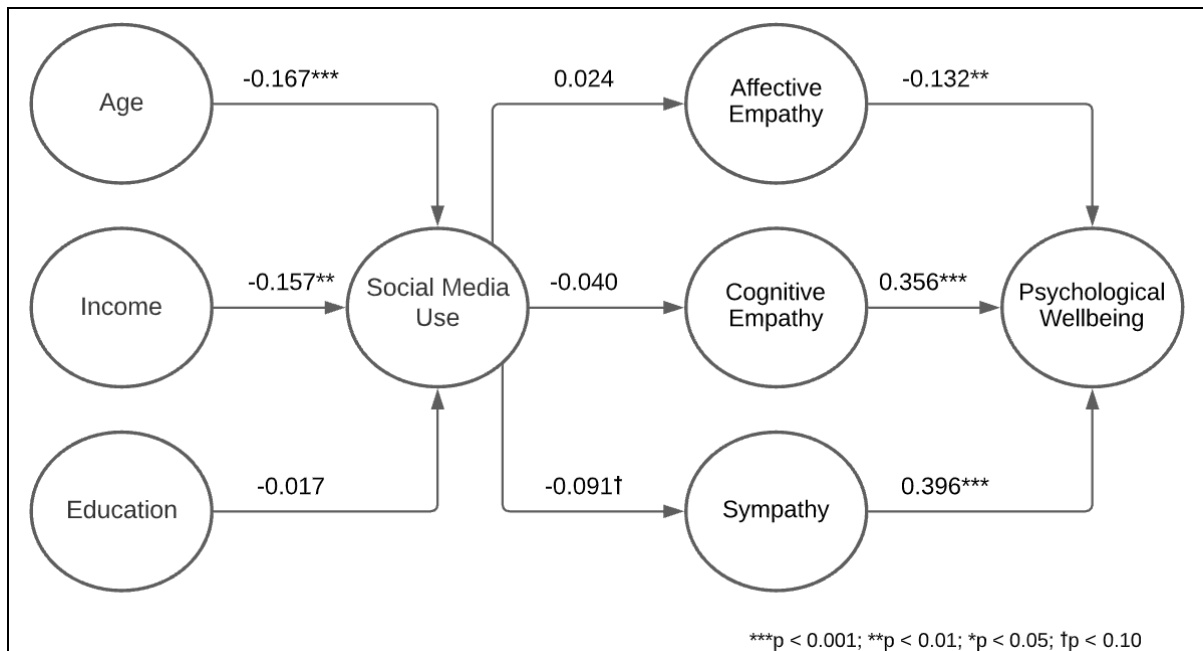 -0.167***
0.024
-0.132**
Age
Affective
Empathy
-0.157**
-0.040
0.356***
Income
Social Media
Use
Cognitive
Empathy
Psychological
Wellbeing
-0.017
-0.091†
0.396***
Education
Sympathy
***p < 0.001; **p < 0.01; *p < 0.05; †p < 0.10